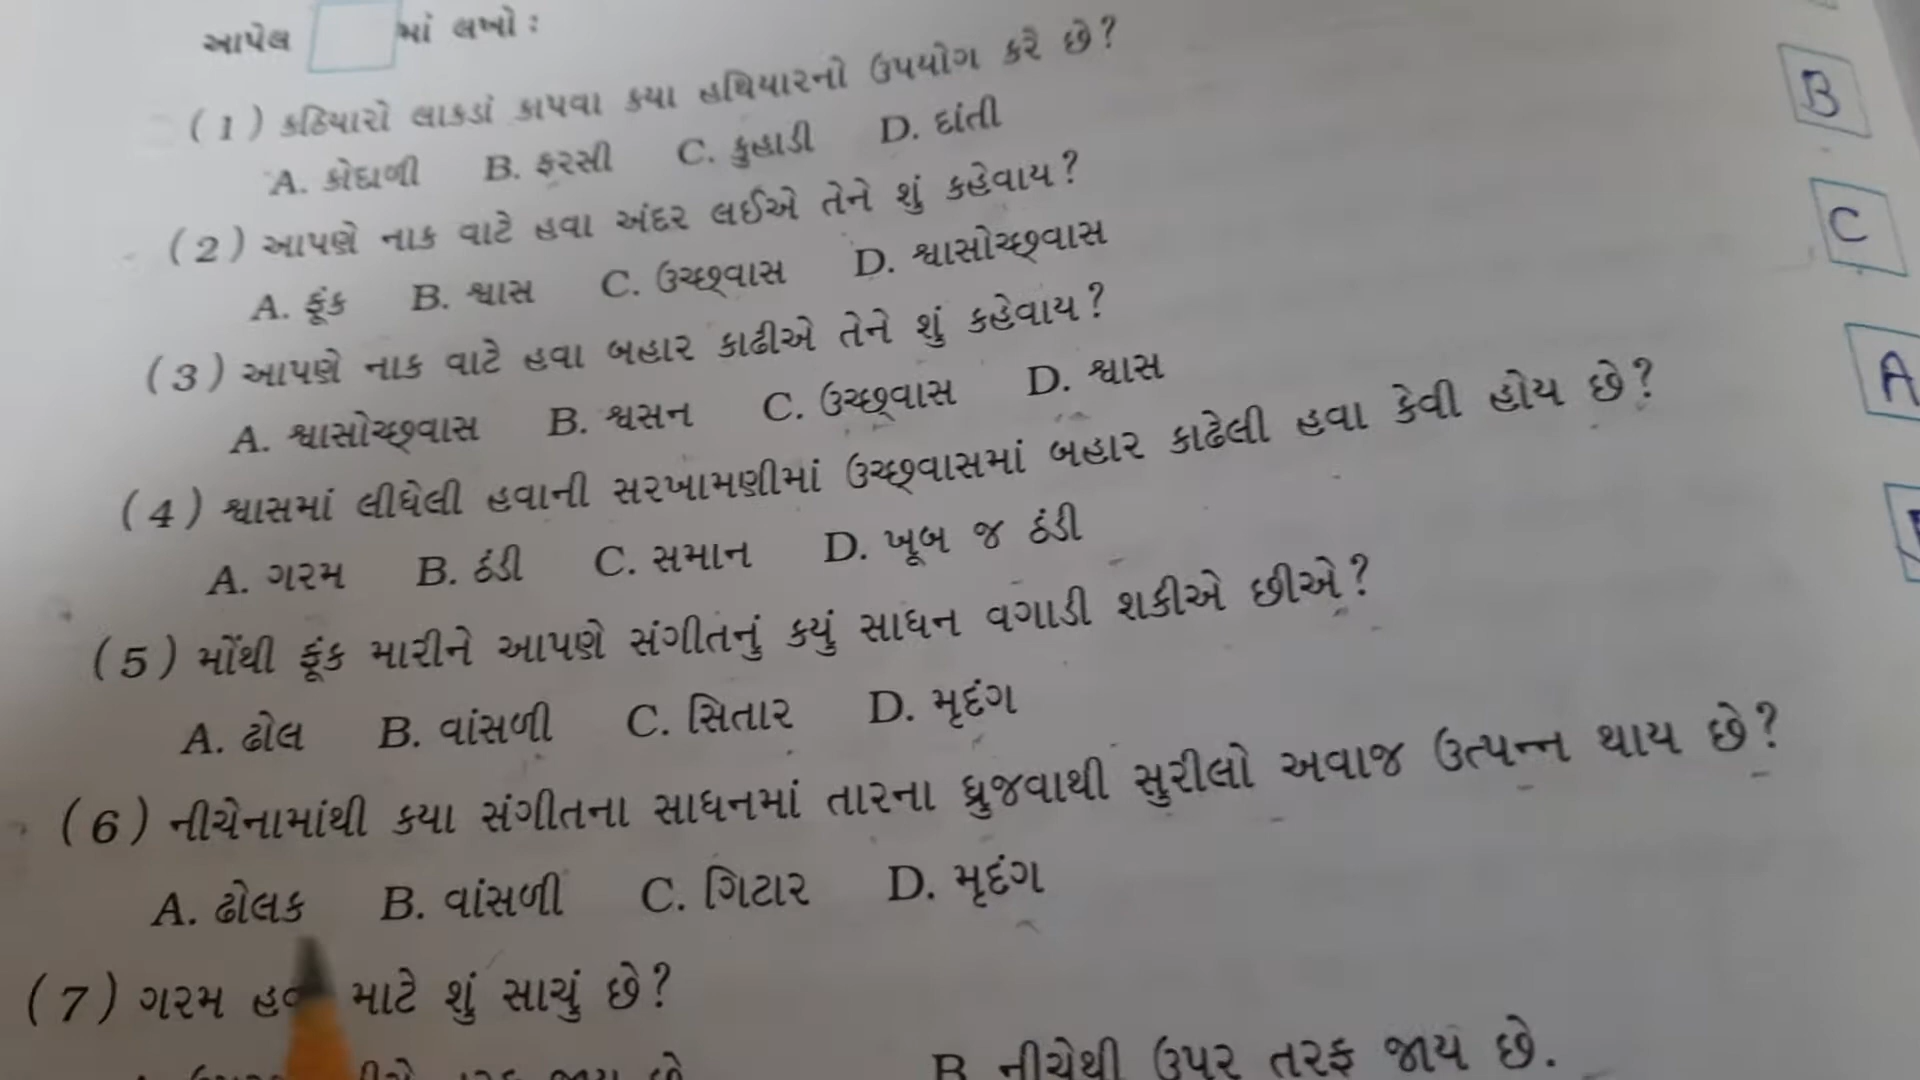 આપેલ માં લખો :
(1) કઠિયારો લાકડાં કાપવા કયા હથિયારનો ઉપયોગ કરે છે?
A. કોદાળી B. ફરસી C. કુહાડી D. દાંતી
B
(2) આપણે નાક વાટે હવા અંદર લઈએ તેને શું કહેવાય?
A. ફૂંક B. શ્વાસ C. ઉચ્છ્વાસ D. શ્વાસોચ્છ્વાસ
C
(3) આપણે નાક વાટે હવા બહાર કાઢીએ તેને શું કહેવાય?
A. શ્વાસોચ્છ્વાસ B. શ્વસન C. ઉચ્છ્વાસ D. શ્વાસ
A
(4) શ્વાસમાં લીધેલી હવાની સરખામણીમાં ઉચ્છ્વાસમાં બહાર કાઢેલી હવા કેવી હોય છે?
A. ગરમ B. ઠંડી C. સમાન D. ખૂબ જ ઠંડી
(5) મોંથી ફૂંક મારીને આપણે સંગીતનું કયું સાધન વગાડી શકીએ છીએ?
A. ઢોલ B. વાંસળી C. સિતાર D. મૃદંગ
(6) નીચેનામાંથી કયા સંગીતના સાધનમાં તારના ધ્રુજવાથી સુરીલો અવાજ ઉત્પન્ન થાય છે?
A. ઢોલક B. વાંસળી C. ગિટાર D. મૃદંગ
(7) ગરમ માટે શું સાચું છે?
B નીચેથી ઉપર તરફ જાય છે.